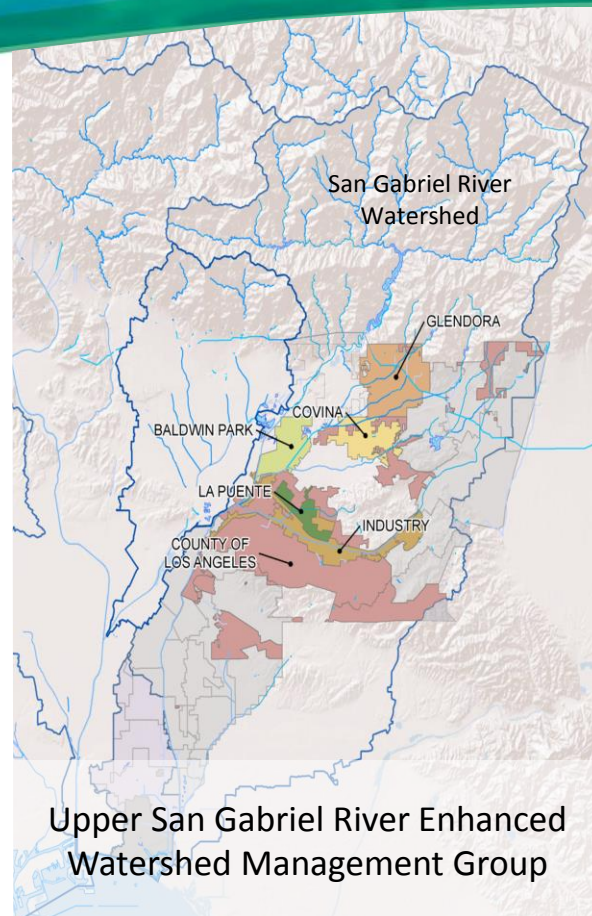 San Gabriel River
Watershed
GLENDORA
COVINA
BALDWIN PARK
LA PUENTE
INDUSTRY
COUNTY OF
LOS ANGELES
Upper San Gabriel River Enhanced
Watershed Management Group